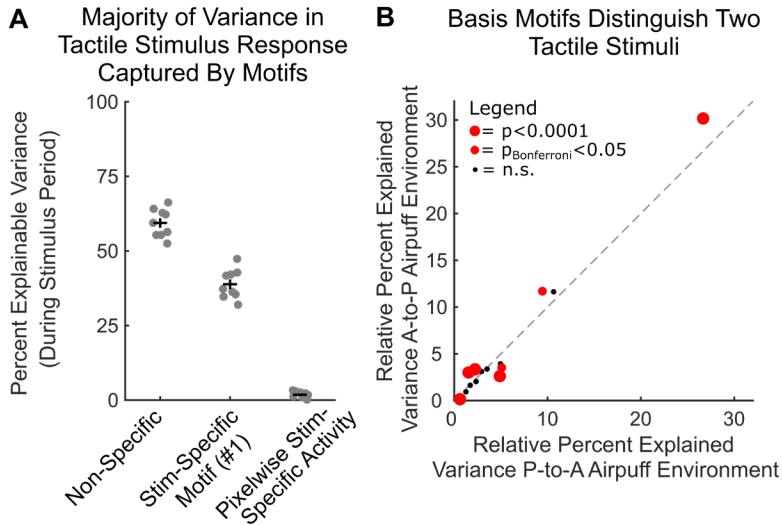 A
Majority of Variance in
Tactile Stimulus Response
Captured By Motifs
Percent Explainable Variance
(During Stimulus Period)
100
75
50
25
0
Non-Specific
Stim-Specific
Motif (#1)
Pixelwise Stim-
Specific Activity
B
Basis Motifs Distinguish Two
Tactile Stimuli
Relative Percent Explained
Variance A-to-P Airpuff Environment
Legend
= p<0.0001
= pBonferroni<0.05
= n.s.
30
20
10
0
0
10
20
30
Relative Percent Explained
Variance P-to-A Airpuff Environment